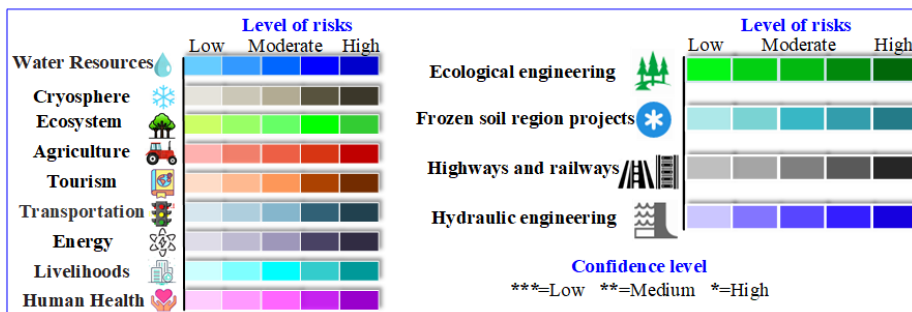 Level of risks
Low Moderate High
Water Resources
Cryosphere
Ecosystem
Agriculture
Tourism
Transportation
Energy
Livelihoods
Human Health
Level of risks
Low Moderate High
Ecological engineering
Frozen soil region projects
Highways and railways
Hydraulic engineering
Confidence level
***=Low **=Medium *=High